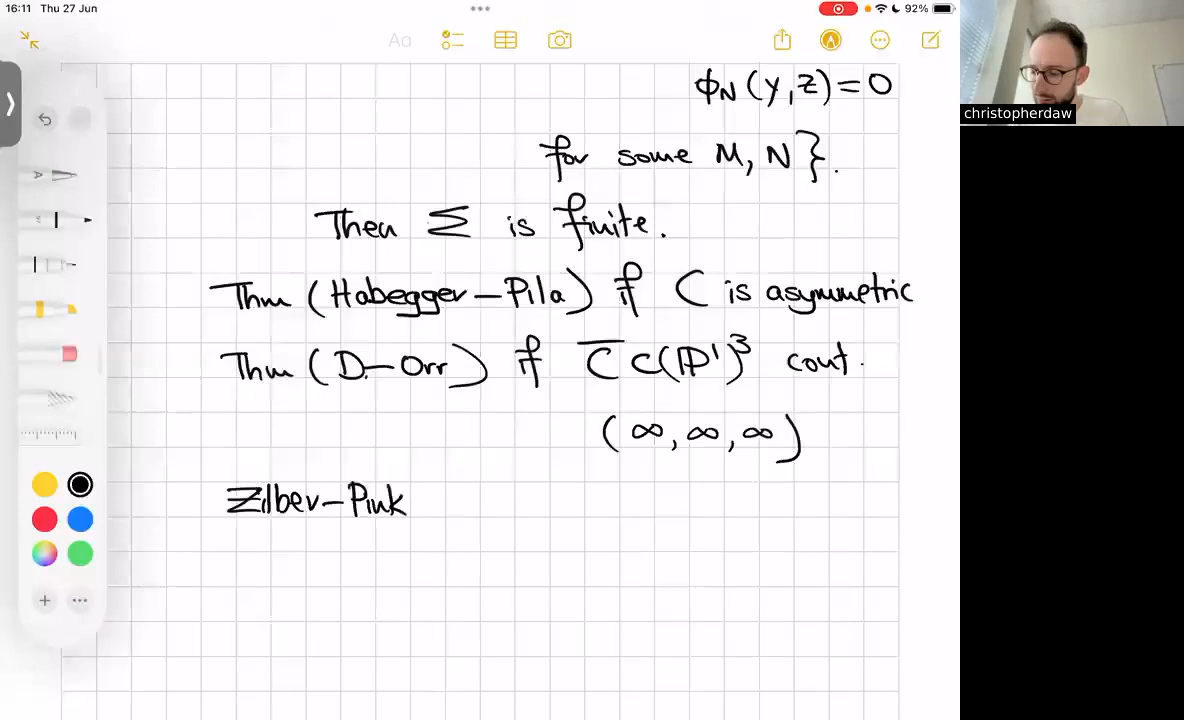 16:11 Thu 27 Jun
92%
Aa
ϕN (y, z) = 0
for some M, N }.
Then Σ is finite.
Thm (Habegger – Pila) if C is asymmetric
Thm (D. – Orr) if C̅ ⊂ (ℙ¹)³ cont.
(∞, ∞, ∞)
Zilber – Pink
christopherdaw